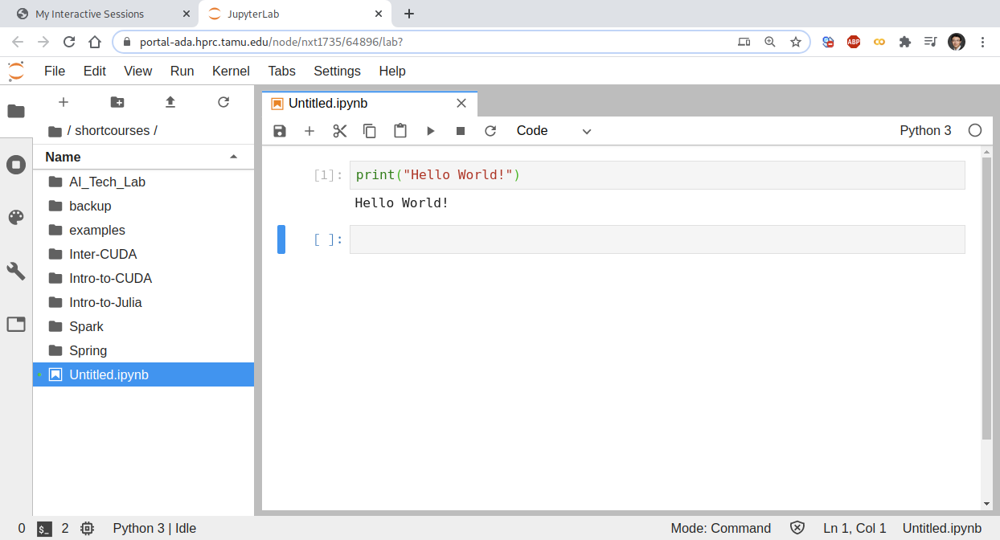 My Interactive Sessions
JupyterLab
portal-ada.hprc.tamu.edu/node/nxt1735/64896/lab?
ABP
File Edit View Run Kernel Tabs Settings Help
Untitled.ipynb
/ shortcourses /
Code
Python 3
Name
AI_Tech_Lab
backup
examples
Inter-CUDA
Intro-to-CUDA
Intro-to-Julia
Spark
Spring
Untitled.ipynb
[1]: print("Hello World!")
Hello World!
[ ]:
0 $_ 2 Python 3 | Idle
Mode: Command Ln 1, Col 1 Untitled.ipynb